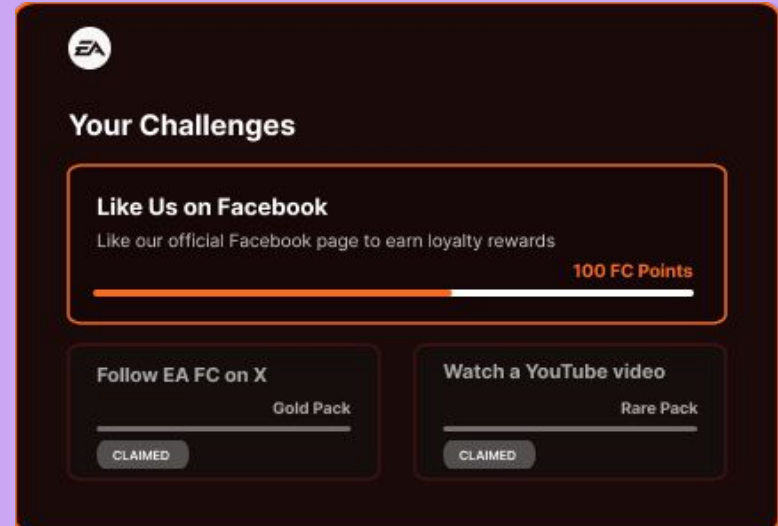 EA
Your Challenges
Like Us on Facebook
Like our official Facebook page to earn loyalty rewards
100 FC Points
Follow EA FC on X
Gold Pack
CLAIMED
Watch a YouTube video
Rare Pack
CLAIMED